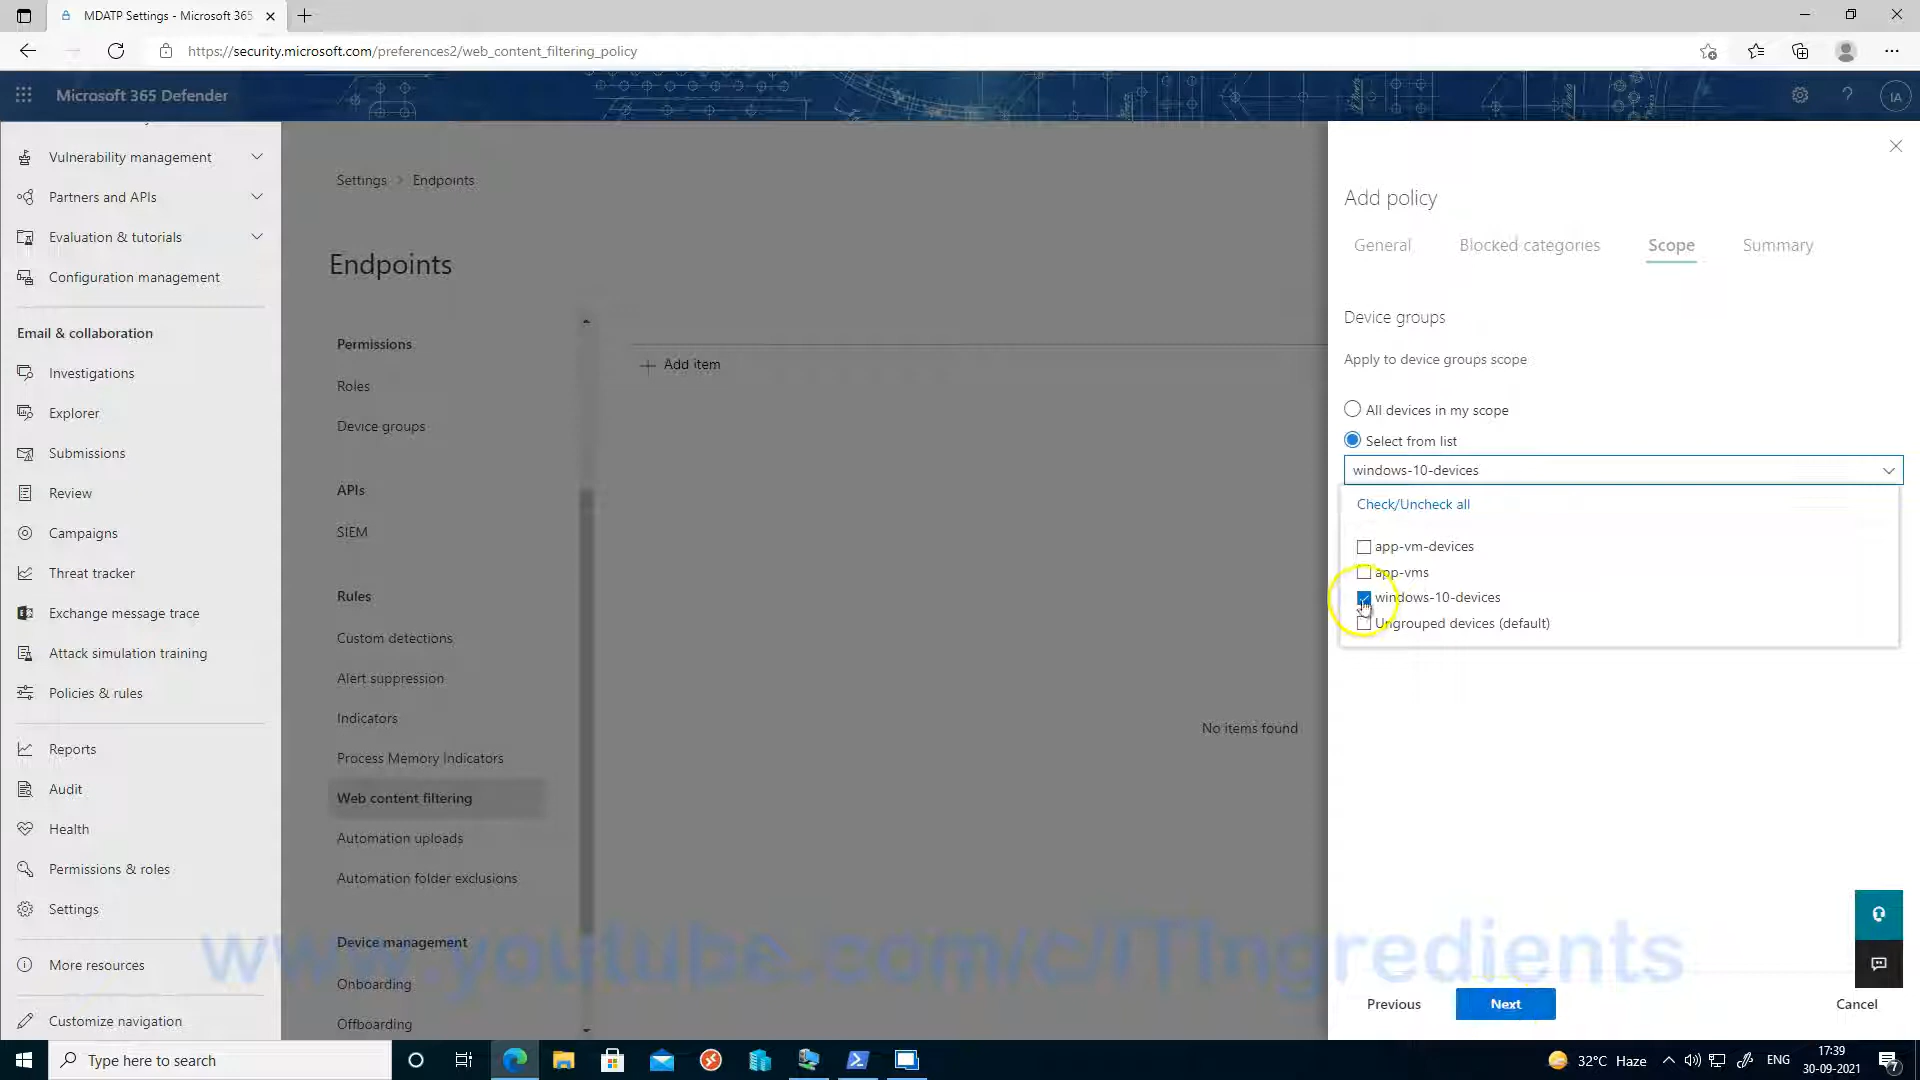 MDATP Settings - Microsoft 365
https://security.microsoft.com/preferences2/web_content_filtering_policy
Microsoft 365 Defender
IA
Vulnerability management
Partners and APIs
Evaluation & tutorials
Configuration management
Email & collaboration
Investigations
Explorer
Submissions
Review
Campaigns
Threat tracker
Exchange message trace
Attack simulation training
Policies & rules
Reports
Audit
Health
Permissions & roles
Settings
More resources
Customize navigation
Settings > Endpoints
Endpoints
Permissions
Roles
Device groups
APIs
SIEM
Rules
Custom detections
Alert suppression
Indicators
Process Memory Indicators
Web content filtering
Automation uploads
Automation folder exclusions
Device management
Onboarding
Offboarding
+ Add item
No items found
Add policy
General Blocked categories Scope Summary
Device groups
Apply to device groups scope
All devices in my scope
Select from list
windows-10-devices
Check/Uncheck all
app-vm-devices
app-vms
windows-10-devices
Ungrouped devices (default)
www.youtube.com/c/ITIngredients
Previous Next Cancel
Type here to search
32°C Haze
ENG
17:39
30-09-2021
7